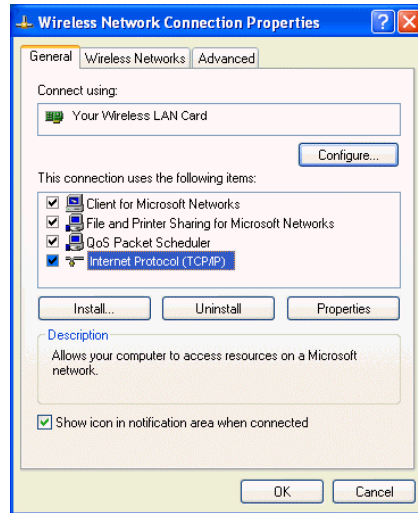 Wireless Network Connection Properties
General Wireless Networks Advanced
Connect using:
Your Wireless LAN Card
Configure...
This connection uses the following items:
Client for Microsoft Networks
File and Printer Sharing for Microsoft Networks
QoS Packet Scheduler
Internet Protocol (TCP/IP)
Install... Uninstall Properties
Description
Allows your computer to access resources on a Microsoft
network.
Show icon in notification area when connected
OK Cancel